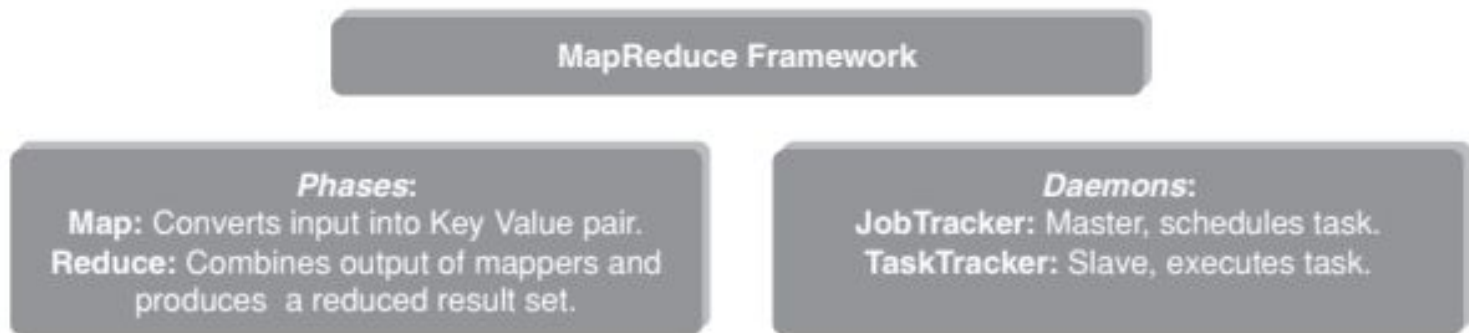 MapReduce Framework
Phases:
Map: Converts input into Key Value pair.
Reduce: Combines output of mappers and
produces a reduced result set.
Daemons:
JobTracker: Master, schedules task.
TaskTracker: Slave, executes task.